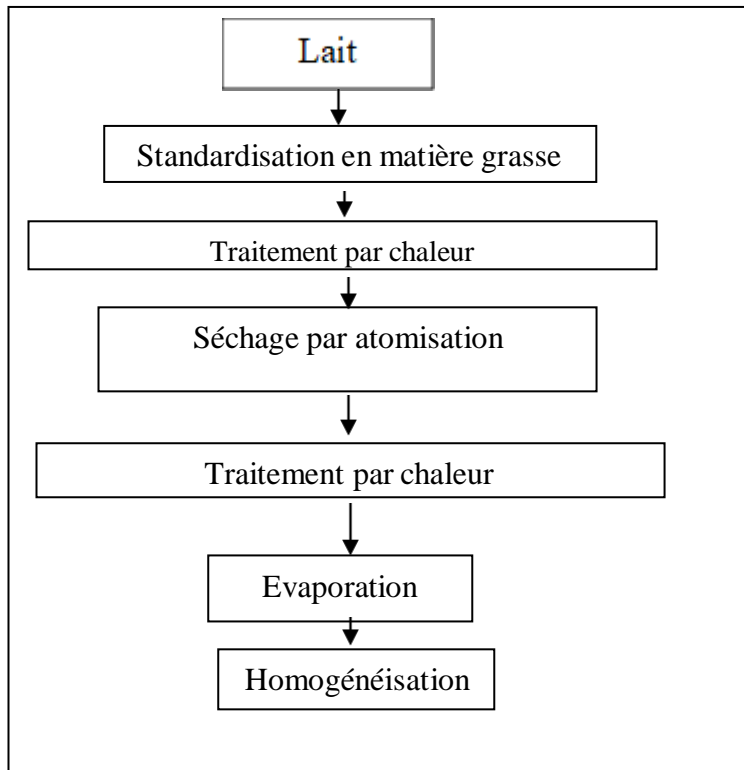 Lait
Standardisation en matière grasse
Traitement par chaleur
Séchage par atomisation
Traitement par chaleur
Evaporation
Homogénéisation